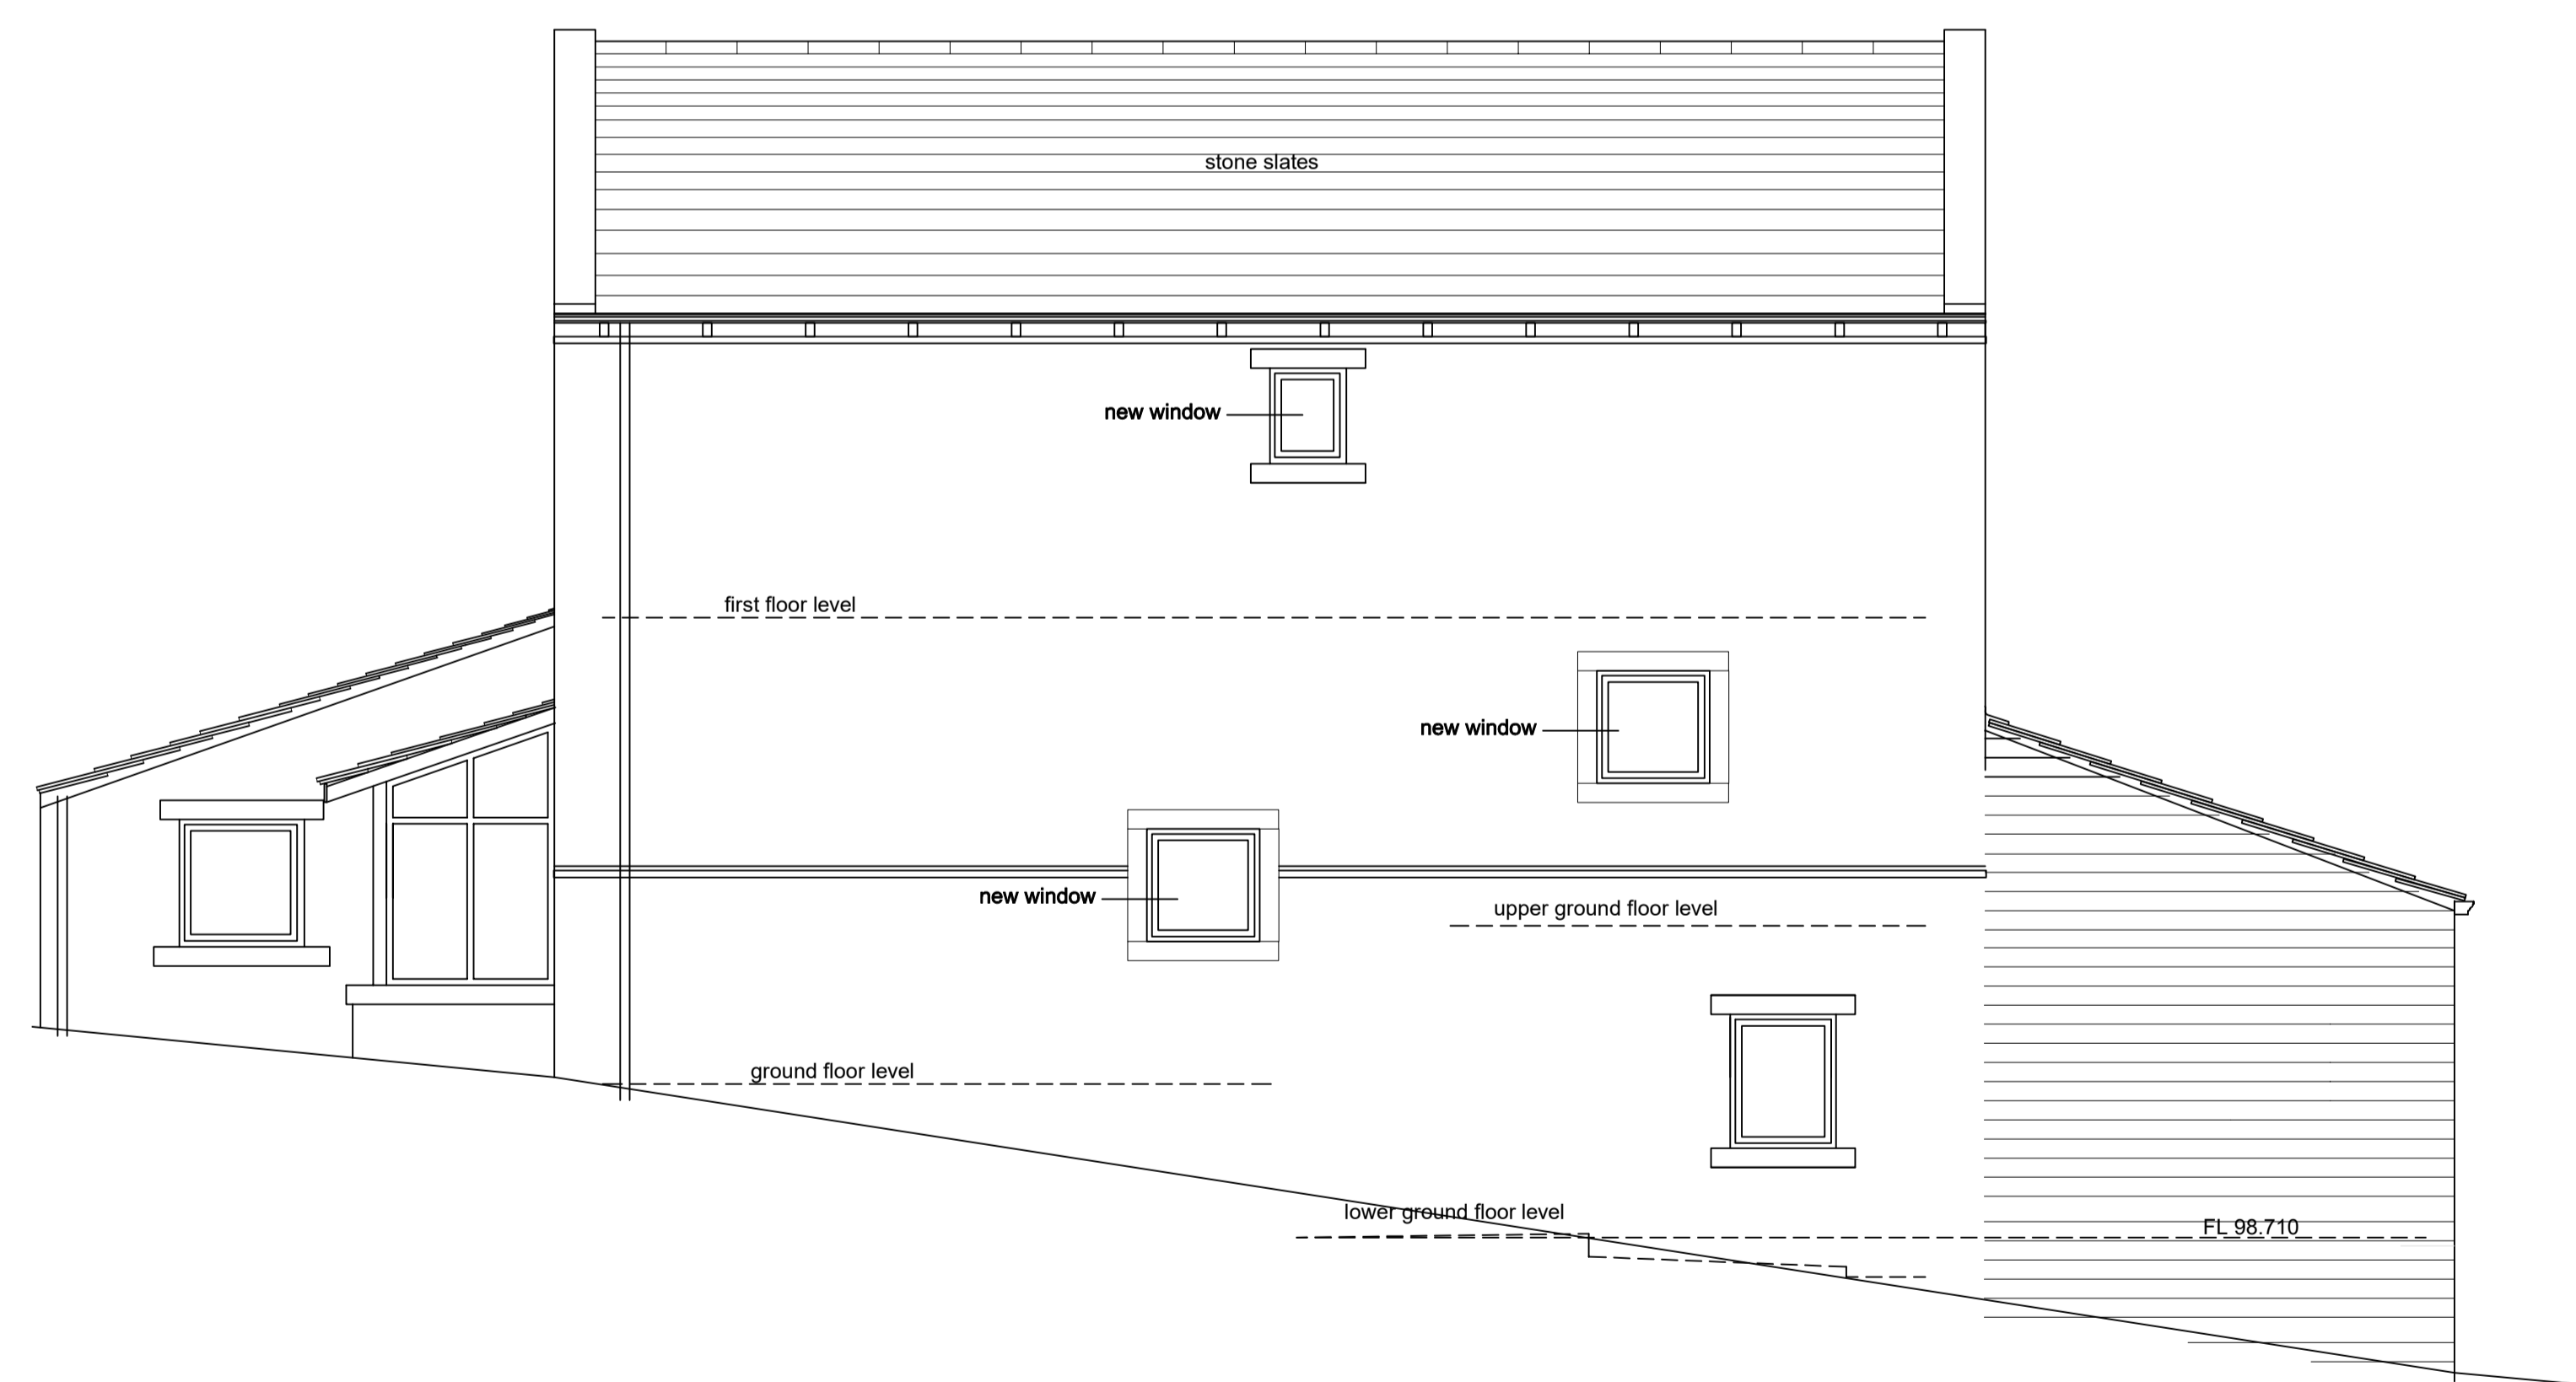 stone slates
new window
first floor level
new window
new window
upper ground floor level
ground floor level
lower ground floor level
FL 98.710